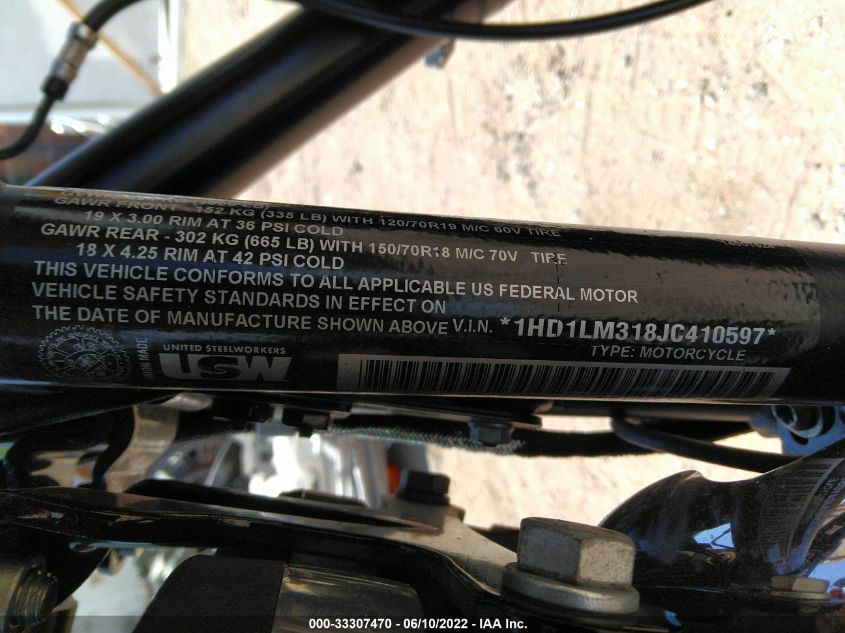 GAWR FRONT - 152 KG (335 LB) WITH 120/70R19 M/C 60V TIRE
19 X 3.00 RIM AT 36 PSI COLD
GAWR REAR - 302 KG (665 LB) WITH 150/70R18 M/C 70V TIRE
18 X 4.25 RIM AT 42 PSI COLD
THIS VEHICLE CONFORMS TO ALL APPLICABLE US FEDERAL MOTOR
VEHICLE SAFETY STANDARDS IN EFFECT ON
THE DATE OF MANUFACTURE SHOWN ABOVE V.I.N. *1HD1LM318JC410597*
TYPE: MOTORCYCLE
UNION MADE
UNITED STEELWORKERS
USW
000-33307470 - 06/10/2022 - IAA Inc.